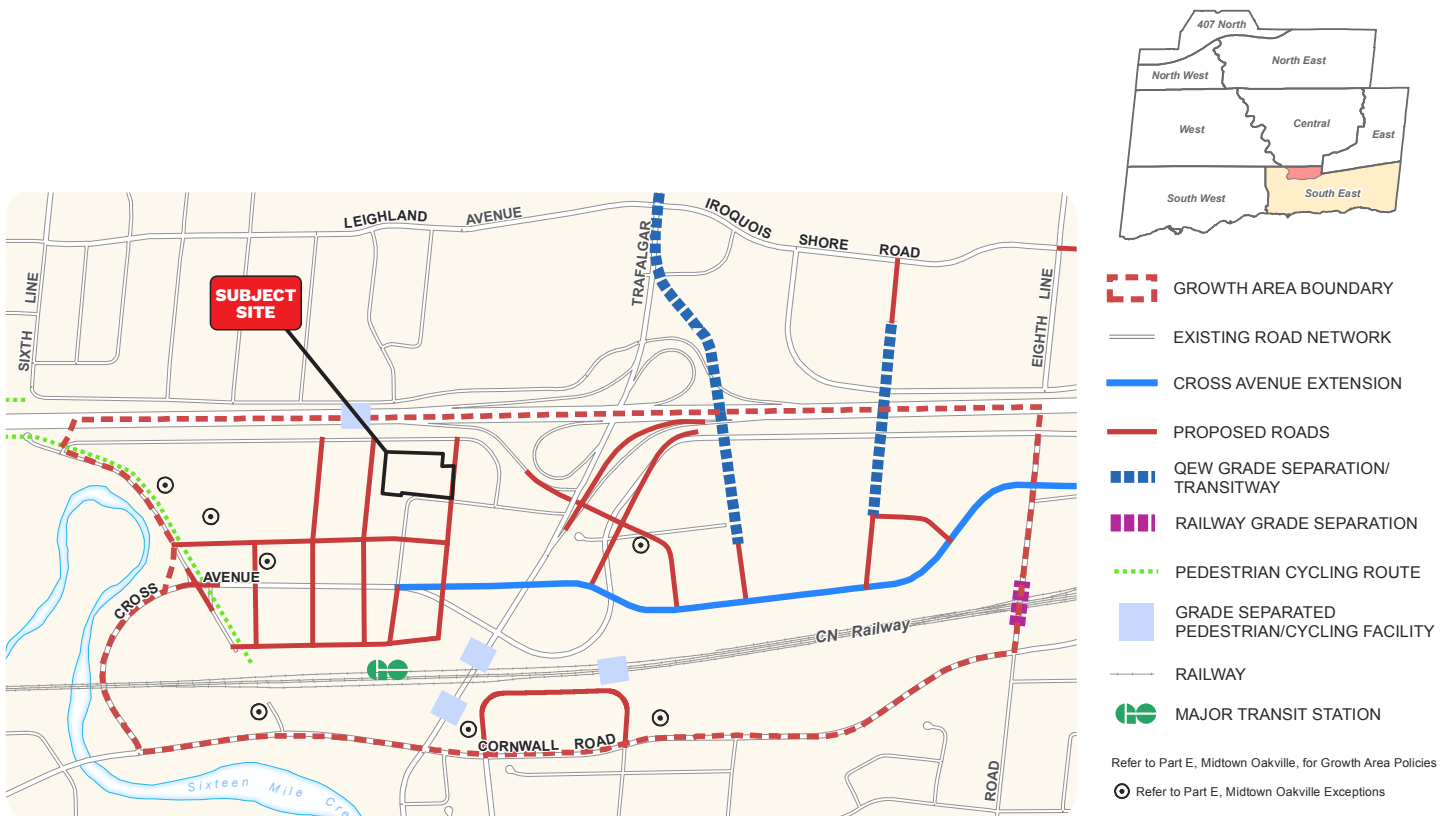 407 North
North East
North West
West
Central
East
South West
South East
LEIGHLAND AVENUE
IROQUOIS SHORE ROAD
TRAFALGAR
SIXTH LINE
EIGHTH LINE
SUBJECT
SITE
GROWTH AREA BOUNDARY
EXISTING ROAD NETWORK
CROSS AVENUE EXTENSION
PROPOSED ROADS
QEW GRADE SEPARATION/
TRANSITWAY
RAILWAY GRADE SEPARATION
PEDESTRIAN CYCLING ROUTE
GRADE SEPARATED
PEDESTRIAN/CYCLING FACILITY
RAILWAY
GO
MAJOR TRANSIT STATION
CROSS AVENUE
CN Railway
GO
CORNWALL ROAD
ROAD
Sixteen Mile Cre
Refer to Part E, Midtown Oakville, for Growth Area Policies
Refer to Part E, Midtown Oakville Exceptions